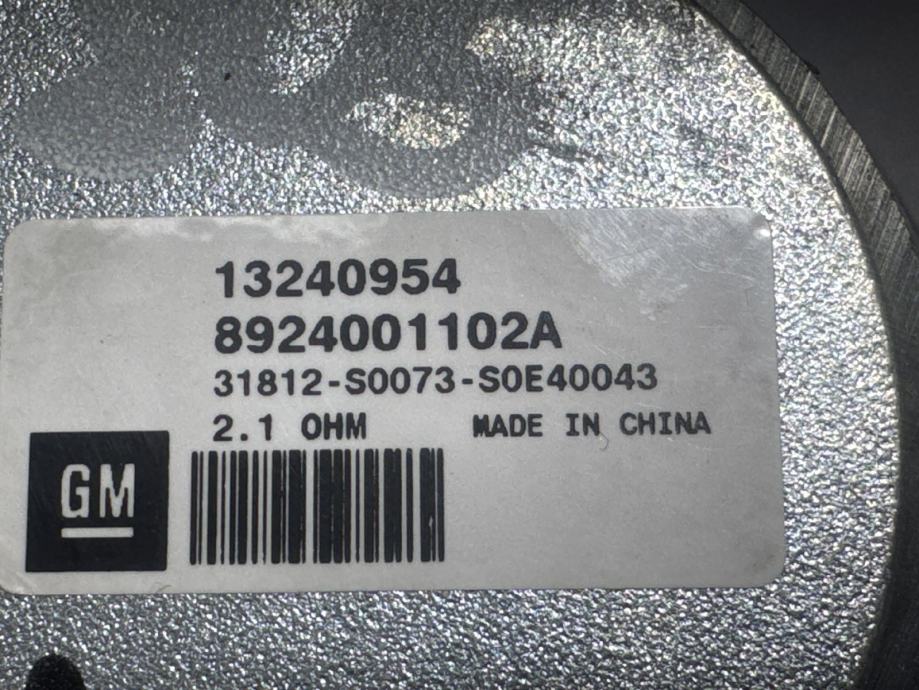 13240954
8924001102A
31812-S0073-S0E40043
2.1 OHM MADE IN CHINA
GM